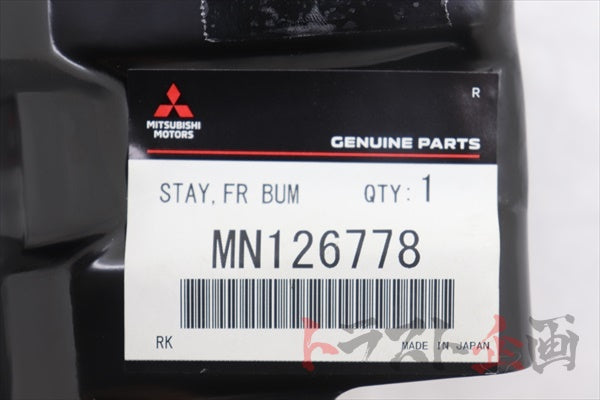 R
MITSUBISHI
MOTORS
GENUINE PARTS
STAY, FR BUM QTY: 1
MN126778
RK MADE IN JAPAN
トラスト企画